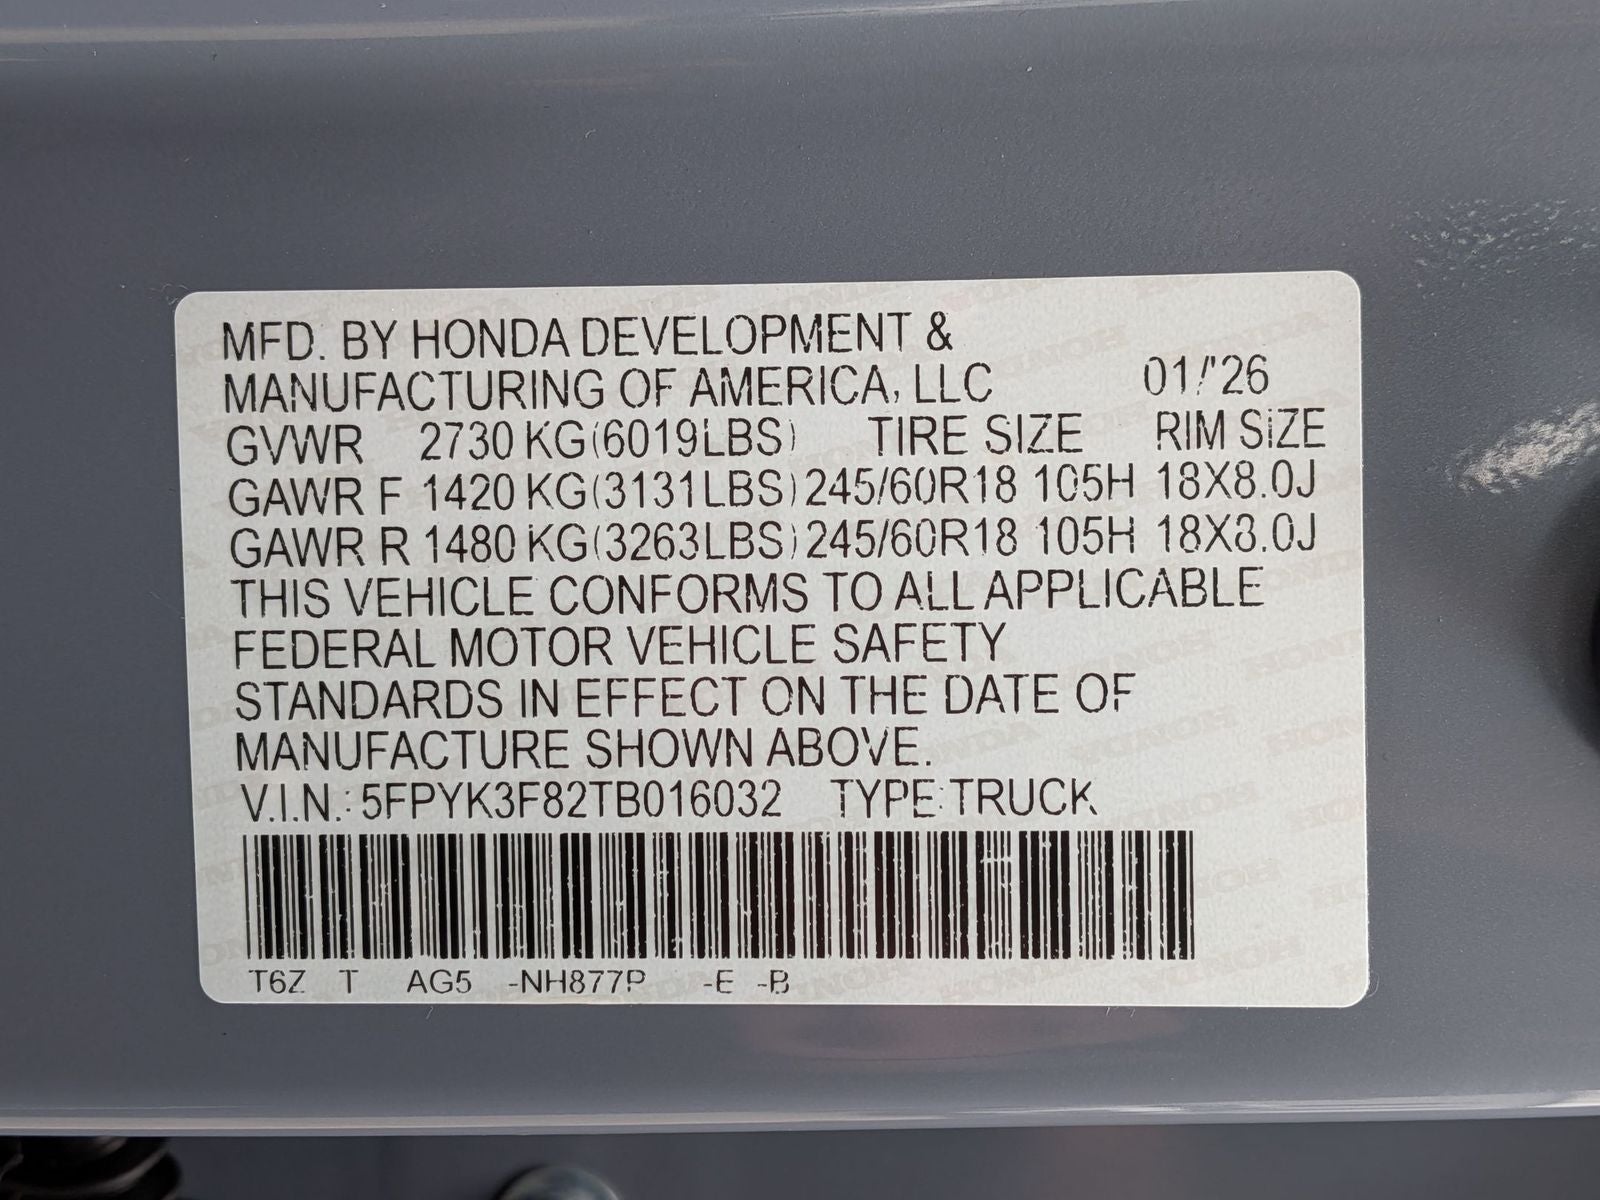 MFD. BY HONDA DEVELOPMENT &
MANUFACTURING OF AMERICA, LLC 01/'26
GVWR 2730 KG(6019LBS) TIRE SIZE RIM SIZE
GAWR F 1420 KG(3131LBS) 245/60R18 105H 18X8.0J
GAWR R 1480 KG(3263LBS) 245/60R18 105H 18X8.0J
THIS VEHICLE CONFORMS TO ALL APPLICABLE
FEDERAL MOTOR VEHICLE SAFETY
STANDARDS IN EFFECT ON THE DATE OF
MANUFACTURE SHOWN ABOVE.
V.I.N.: 5FPYK3F82TB016032 TYPE:TRUCK
T6Z T AG5 -NH877P -E -B